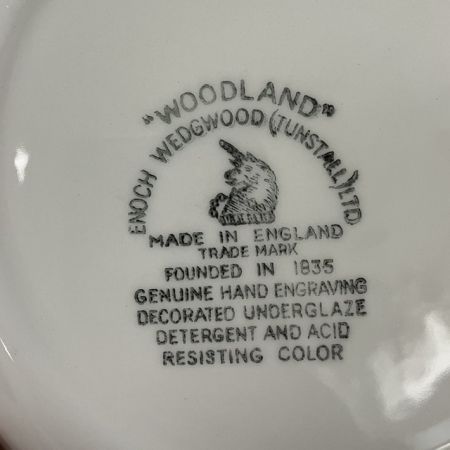 "WOODLAND"
ENOCH WEDGWOOD (TUNSTALL) LTD
MADE IN ENGLAND
TRADE MARK
FOUNDED IN 1835
GENUINE HAND ENGRAVING
DECORATED UNDERGLAZE
DETERGENT AND ACID
RESISTING COLOR